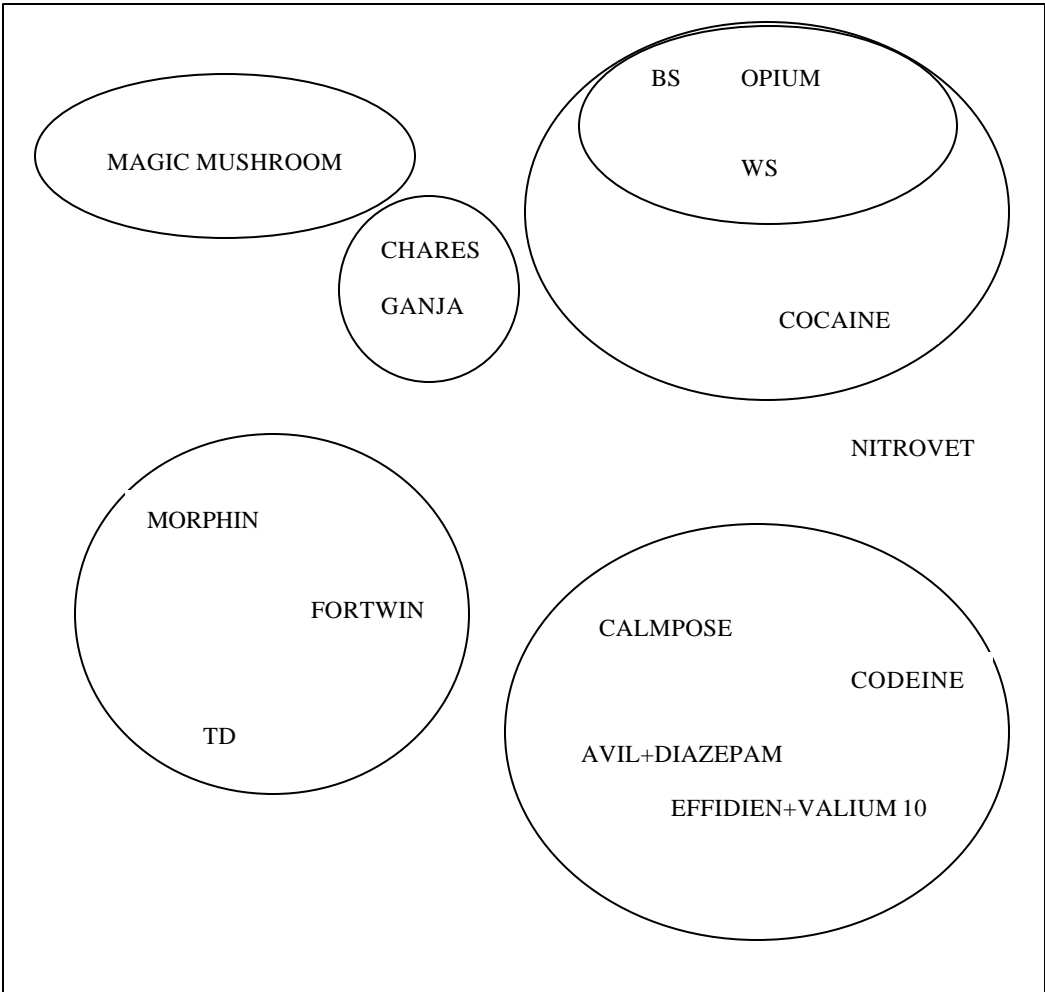 BS OPIUM
MAGIC MUSHROOM
WS
CHARES
GANJA
COCAINE
NITROVET
MORPHIN
FORTWIN
TD
CALMPOSE
CODEINE
AVIL+DIAZEPAM
EFFIDIEN+VALIUM 10